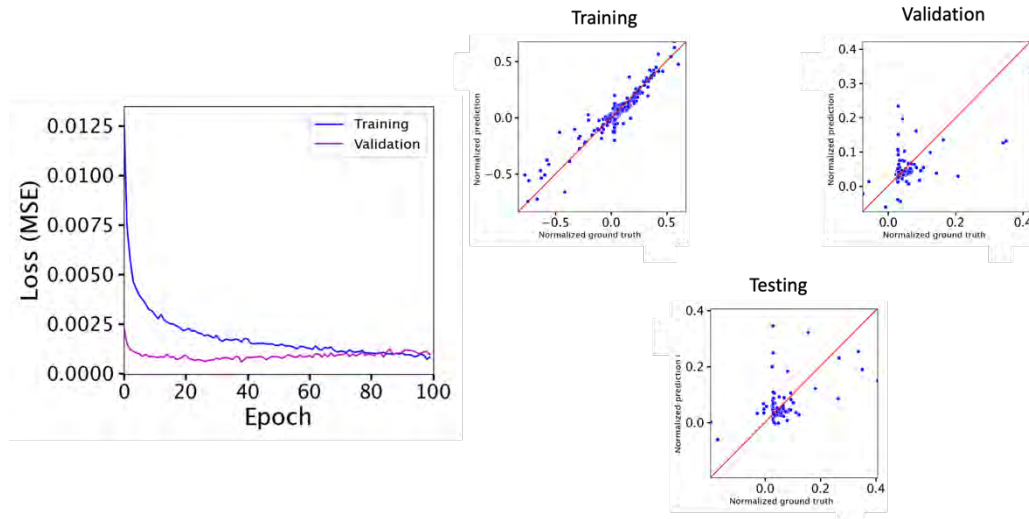 Training
Validation
0.0125
0.0100
0.0075
0.0050
0.0025
0.0000
Loss (MSE)
Training
Validation
0 20 40 60 80 100
Epoch
0.5
0.0
−0.5
Normalized prediction
−0.5 0.0 0.5
Normalized ground truth
0.4
0.3
0.2
0.1
0.0
Normalized prediction
0.0 0.2 0.4
Normalized ground truth
Testing
0.4
0.2
0.0
Normalized prediction
0.0 0.2 0.4
Normalized ground truth